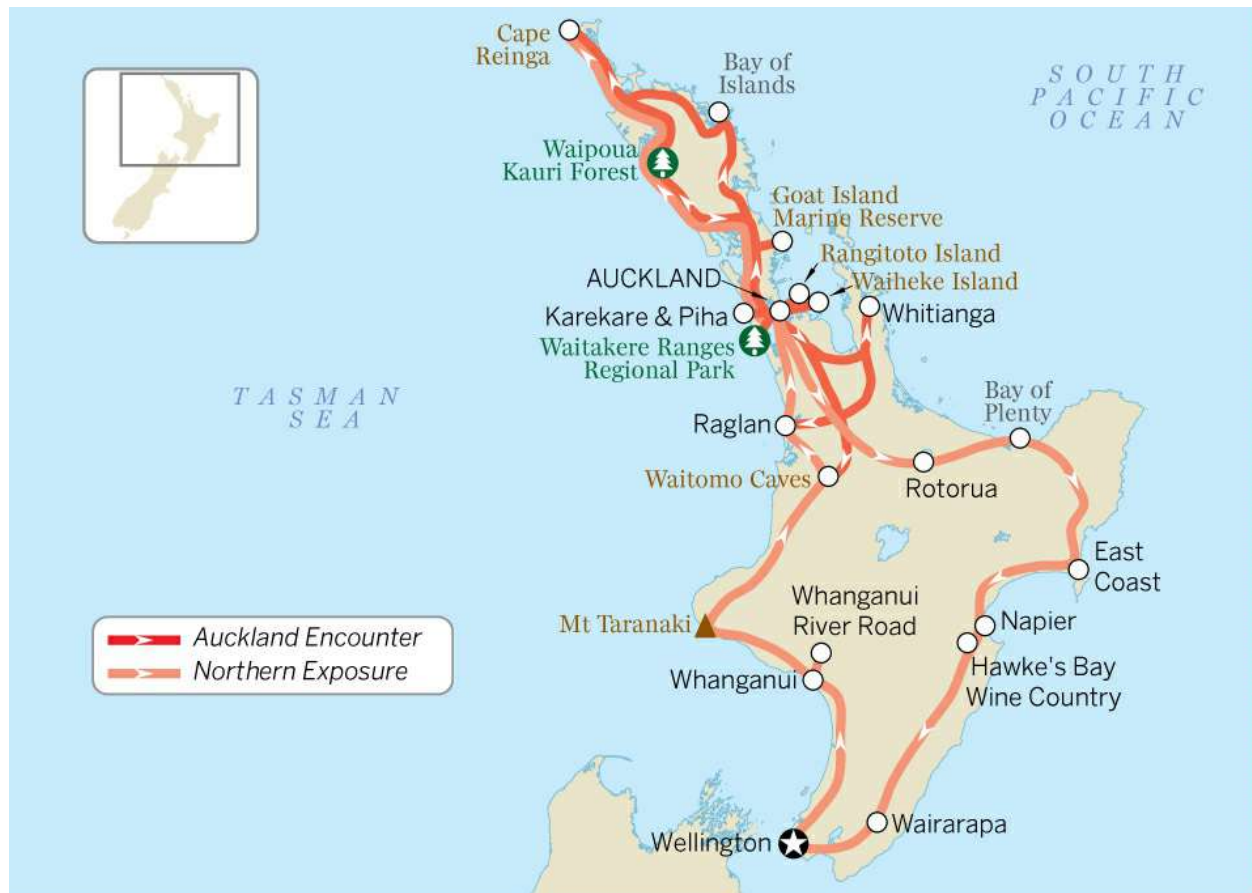 Cape
Reinga
Bay of
Islands
SOUTH
PACIFIC
OCEAN
Waipoua
Kauri Forest
Goat Island
Marine Reserve
Rangitoto Island
AUCKLAND
Waiheke Island
Karekare & Piha
Whitianga
Waitakere Ranges
Regional Park
TASMAN
SEA
Bay of
Plenty
Raglan
Waitomo Caves
Rotorua
East
Coast
Whanganui
River Road
Mt Taranaki
Napier
Auckland Encounter
Northern Exposure
Whanganui
Hawke's Bay
Wine Country
Wellington
Wairarapa